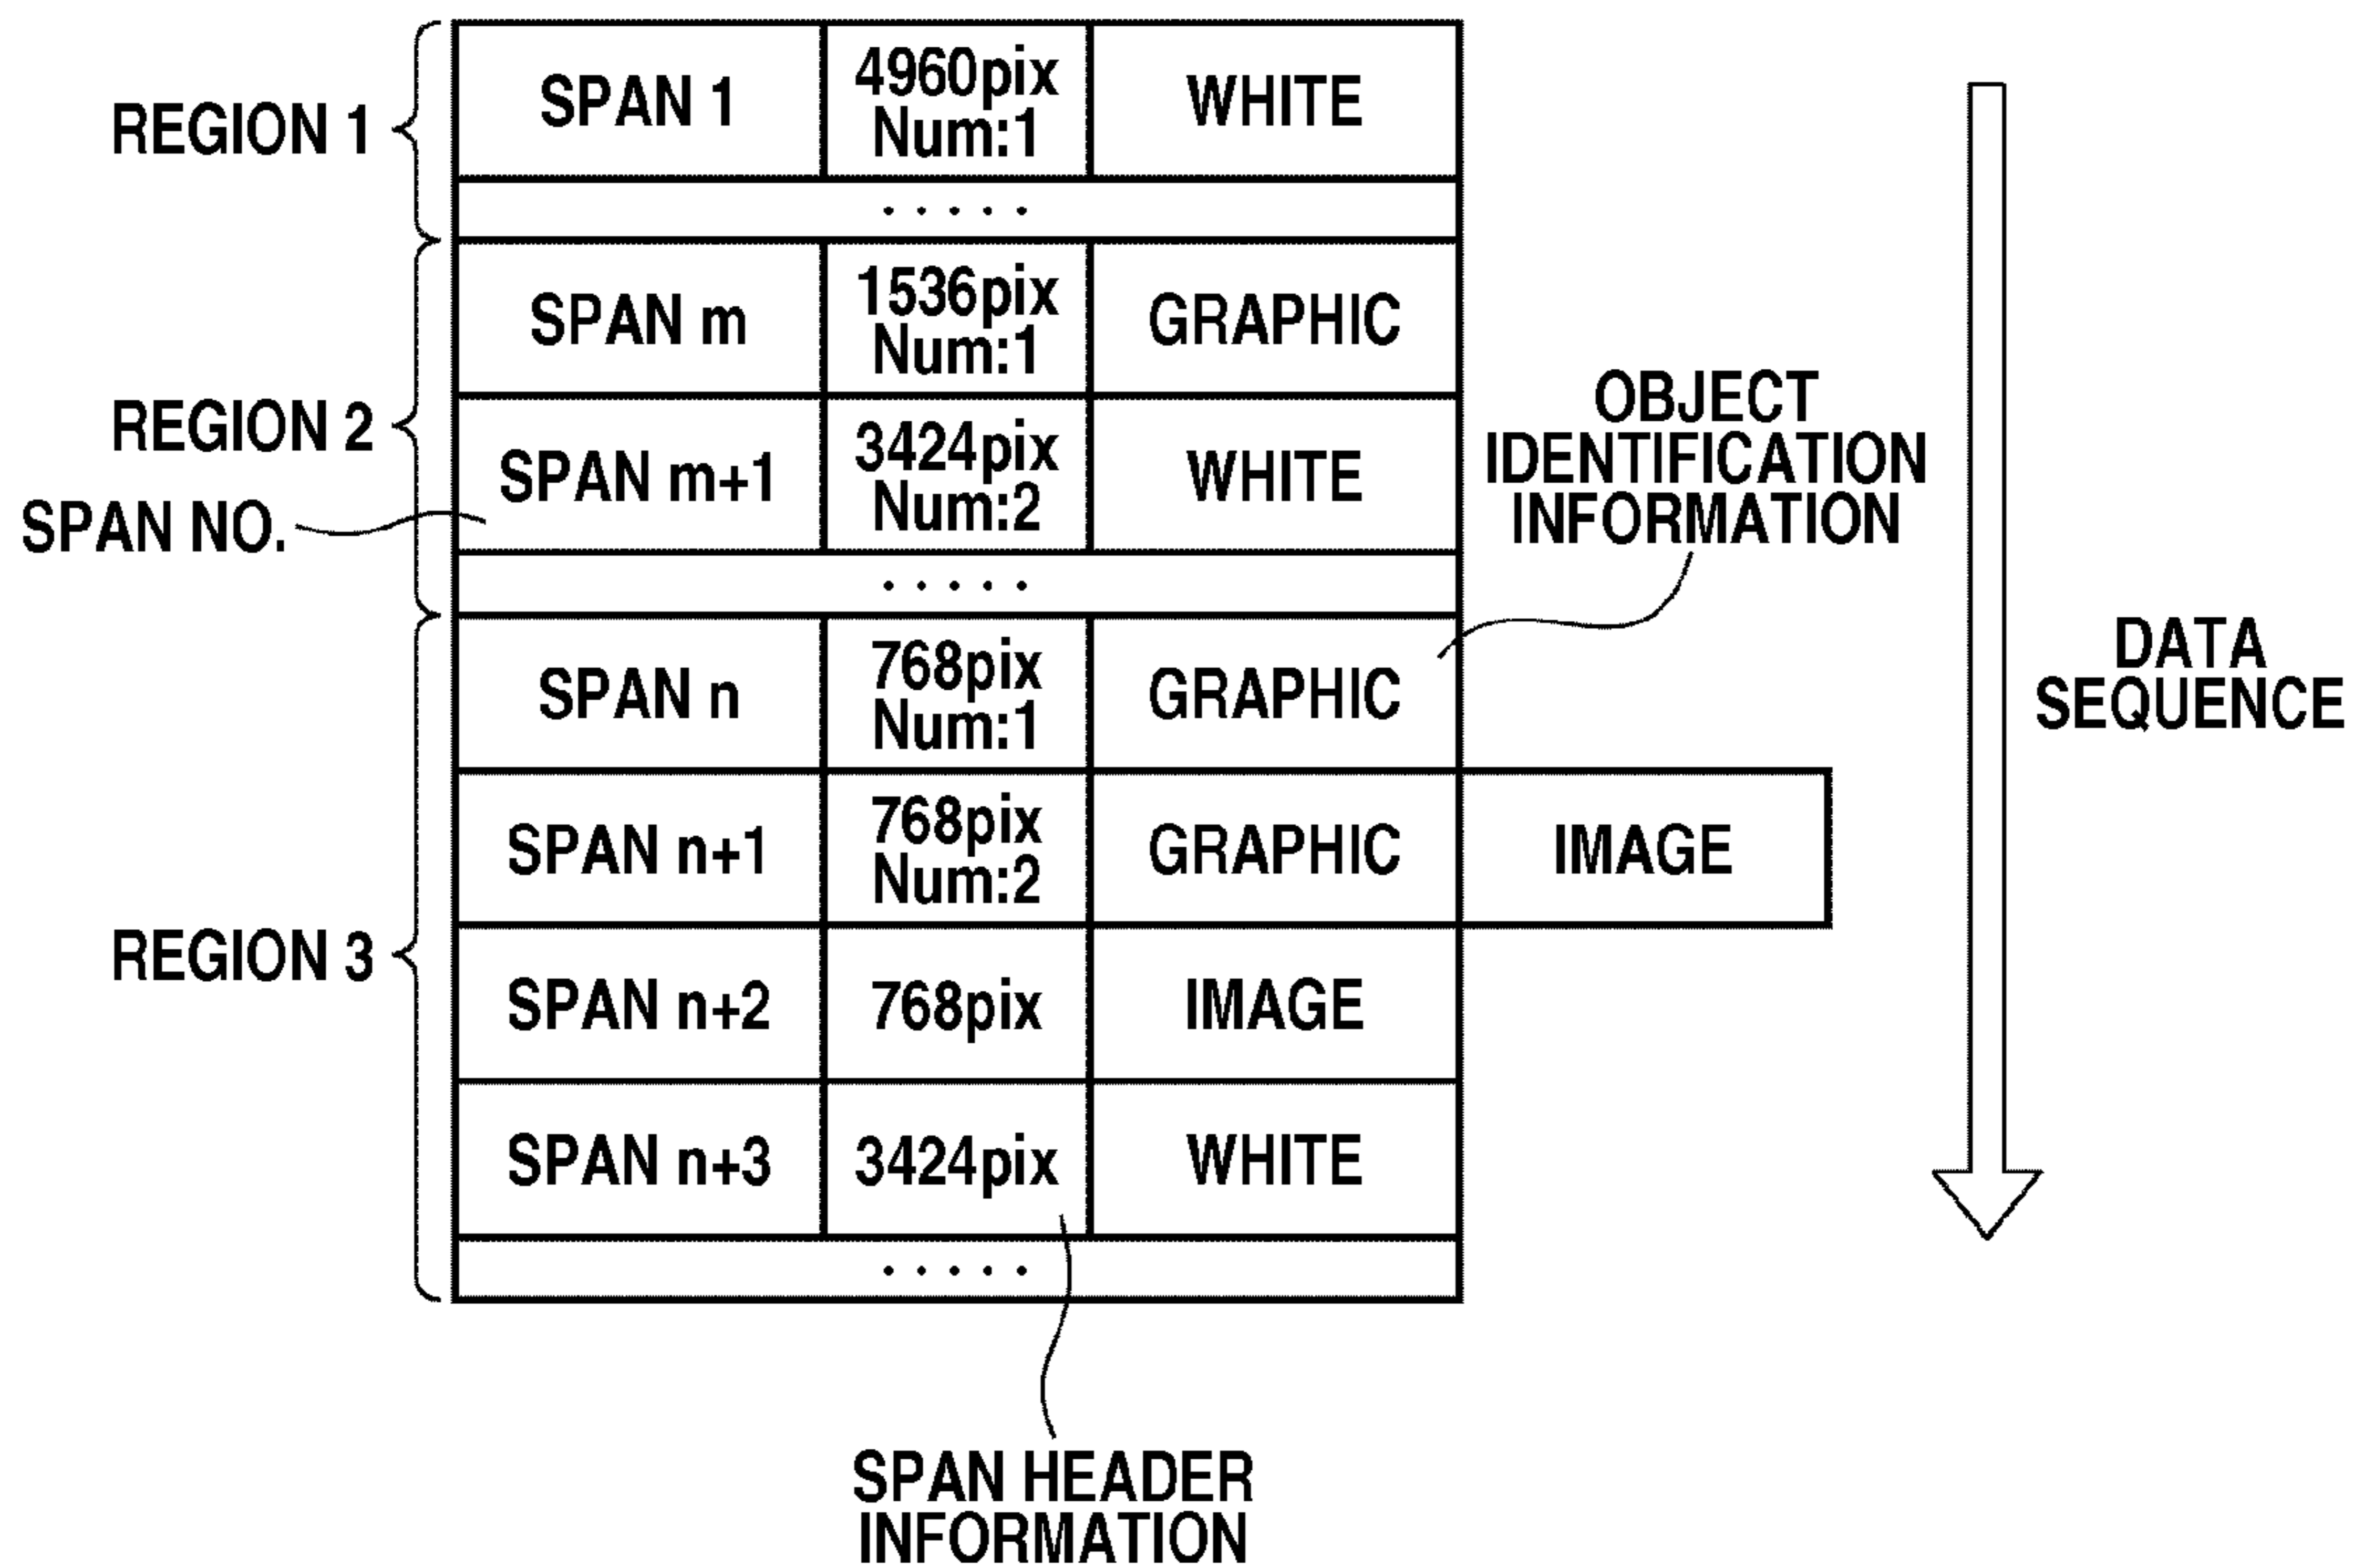 REGION 1
SPAN 1
4960pix
Num:1
WHITE
.....
REGION 2
SPAN m
1536pix
Num:1
GRAPHIC
SPAN m+1
3424pix
Num:2
WHITE
SPAN NO.
.....
OBJECT
IDENTIFICATION
INFORMATION
REGION 3
SPAN n
768pix
Num:1
GRAPHIC
SPAN n+1
768pix
Num:2
GRAPHIC
IMAGE
SPAN n+2
768pix
IMAGE
SPAN n+3
3424pix
WHITE
.....
DATA
SEQUENCE
SPAN HEADER
INFORMATION